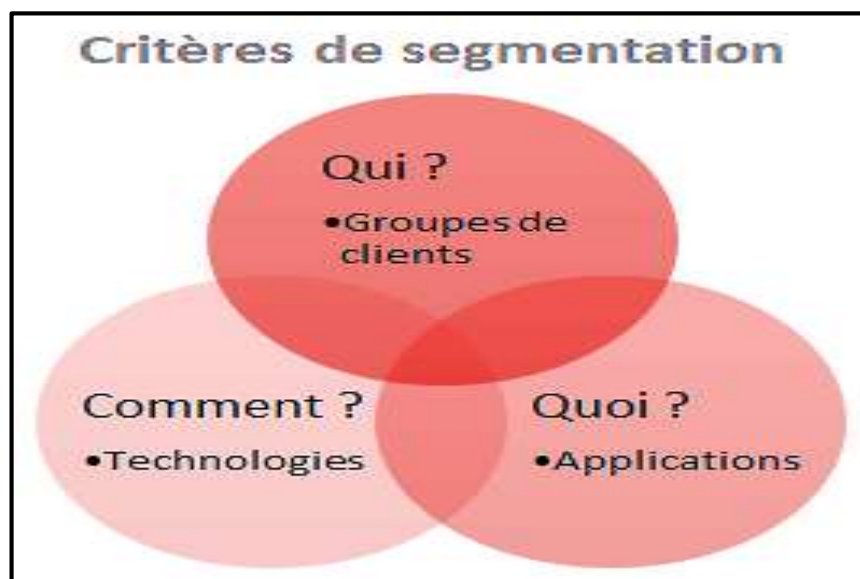 Critères de segmentation
Qui ?
•Groupes de
clients
Comment ?
•Technologies
Quoi ?
•Applications